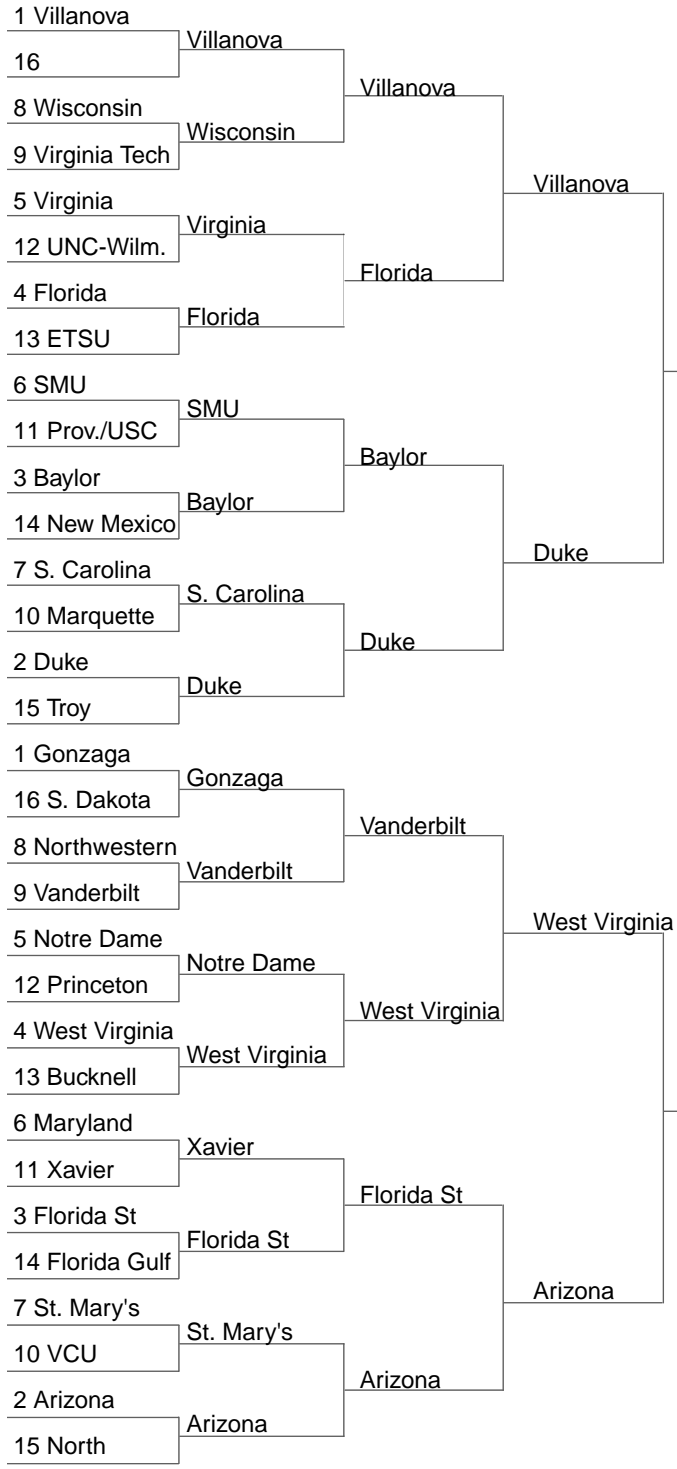 1 Villanova
16
8 Wisconsin
9 Virginia Tech
5 Virginia
12 UNC-Wilm.
4 Florida
13 ETSU
6 SMU
11 Prov./USC
3 Baylor
14 New Mexico
7 S. Carolina
10 Marquette
2 Duke
15 Troy
1 Gonzaga
16 S. Dakota
8 Northwestern
9 Vanderbilt
5 Notre Dame
12 Princeton
4 West Virginia
13 Bucknell
6 Maryland
11 Xavier
3 Florida St
14 Florida Gulf
7 St. Mary's
10 VCU
2 Arizona
15 North
Villanova
Wisconsin
Virginia
Florida
SMU
Baylor
S. Carolina
Duke
Gonzaga
Vanderbilt
Notre Dame
West Virginia
Xavier
Florida St
St. Mary's
Arizona
Villanova
Florida
Baylor
Duke
Vanderbilt
West Virginia
Florida St
Arizona
Villanova
Duke
West Virginia
Arizona